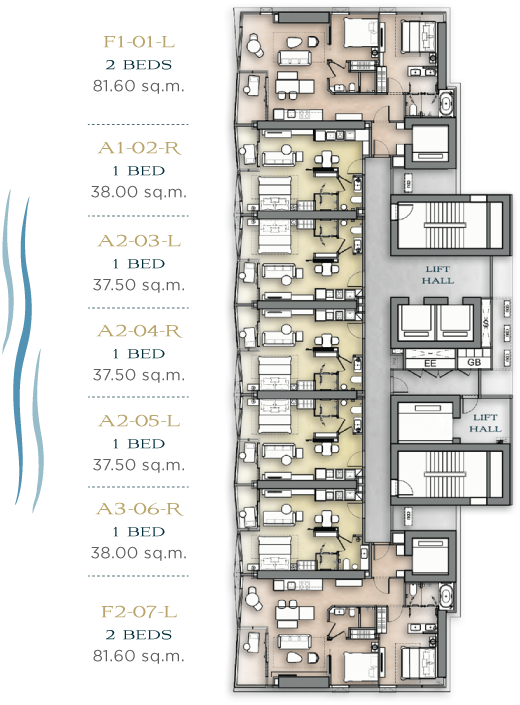 F1-01-L
2 BEDS
81.60 sq.m.
A1-02-R
1 BED
38.00 sq.m.
A2-03-L
1 BED
37.50 sq.m.
A2-04-R
1 BED
37.50 sq.m.
A2-05-L
1 BED
37.50 sq.m.
A3-06-R
1 BED
38.00 sq.m.
F2-07-L
2 BEDS
81.60 sq.m.
LIFT
HALL
EE
GB
LIFT
HALL